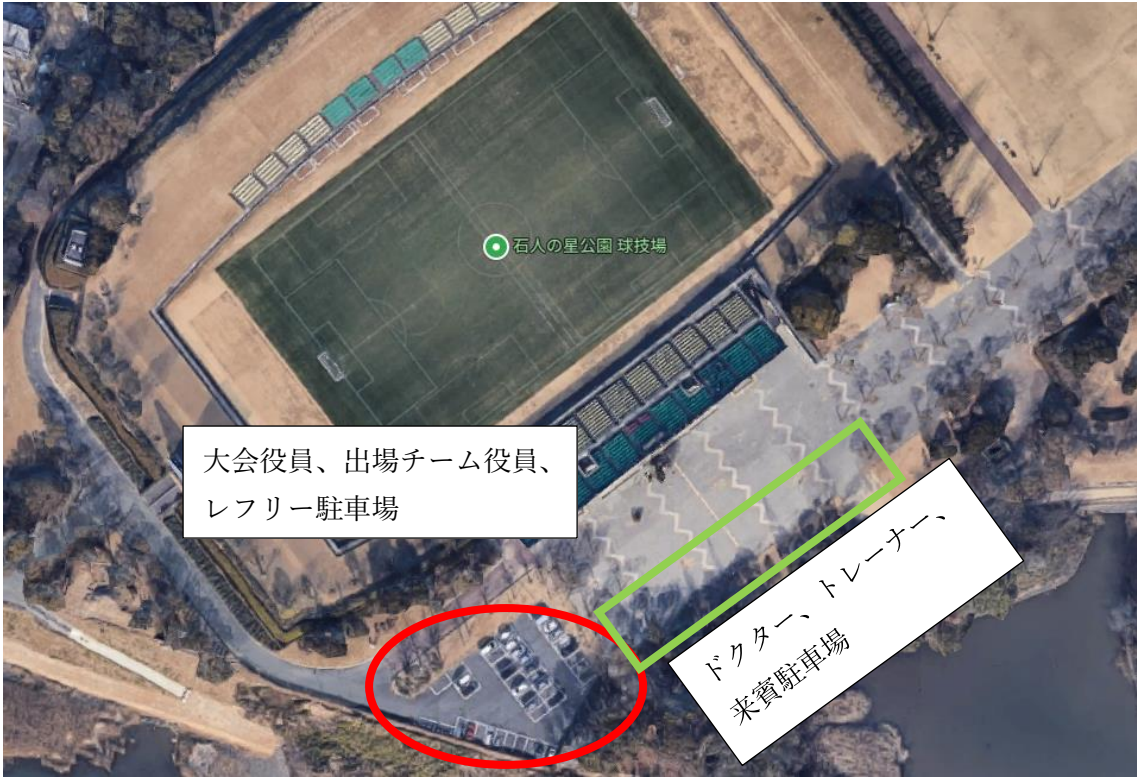 石人の星公園 球技場
大会役員、出場チーム役員、
レフリー駐車場
ドクター、トレーナー、
来賓駐車場